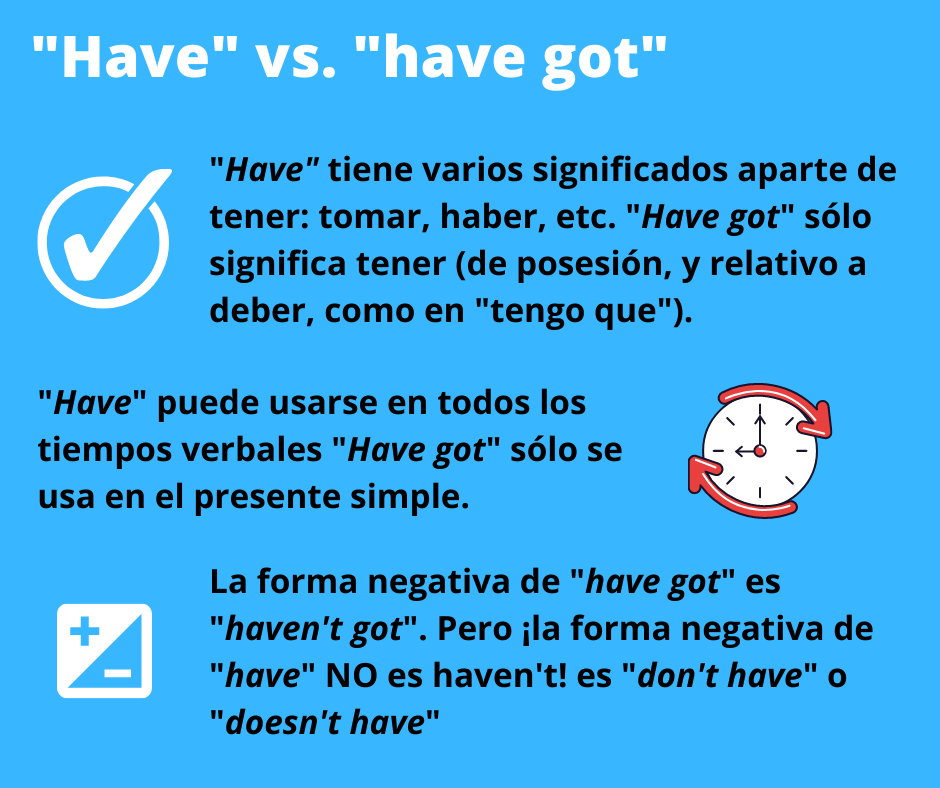 "Have" vs. "have got"
"Have" tiene varios significados aparte de
tener: tomar, haber, etc. "Have got" sólo
significa tener (de posesión, y relativo a
deber, como en "tengo que").
"Have" puede usarse en todos los
tiempos verbales "Have got" sólo se
usa en el presente simple.
La forma negativa de "have got" es
"haven't got". Pero ¡la forma negativa de
"have" NO es haven't! es "don't have" o
"doesn't have"